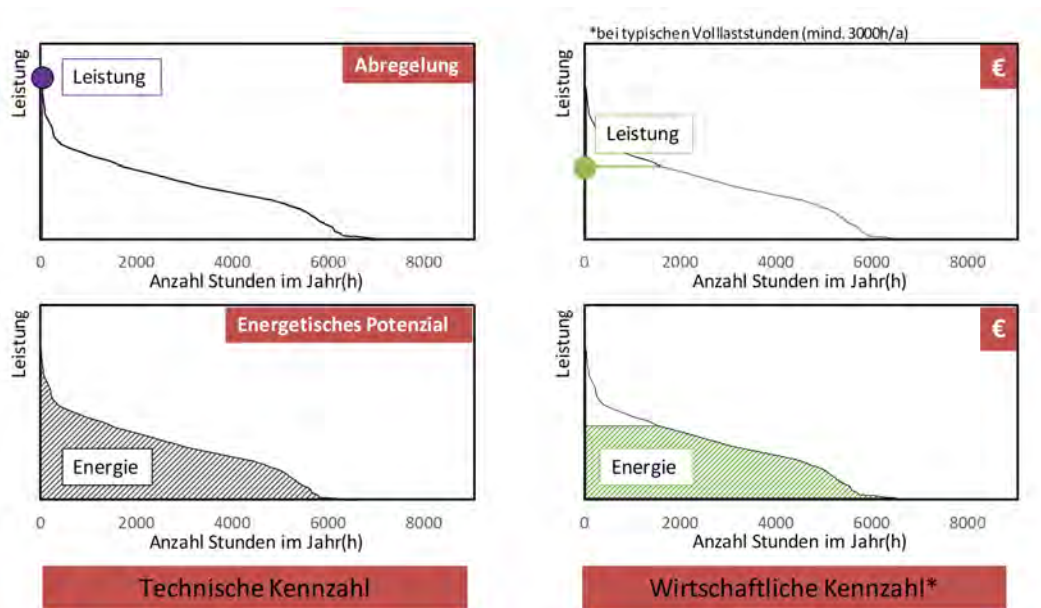 *bei typischen Volllaststunden (mind. 3000h/a)
Leistung
Leistung
Abregelung
0 2000 4000 6000 8000
Anzahl Stunden im Jahr(h)
Leistung
Leistung
€
0 2000 4000 6000 8000
Anzahl Stunden im Jahr(h)
Leistung
Energetisches Potenzial
Energie
0 2000 4000 6000 8000
Anzahl Stunden im Jahr(h)
Leistung
€
Energie
0 2000 4000 6000 8000
Anzahl Stunden im Jahr(h)
Technische Kennzahl
Wirtschaftliche Kennzahl*